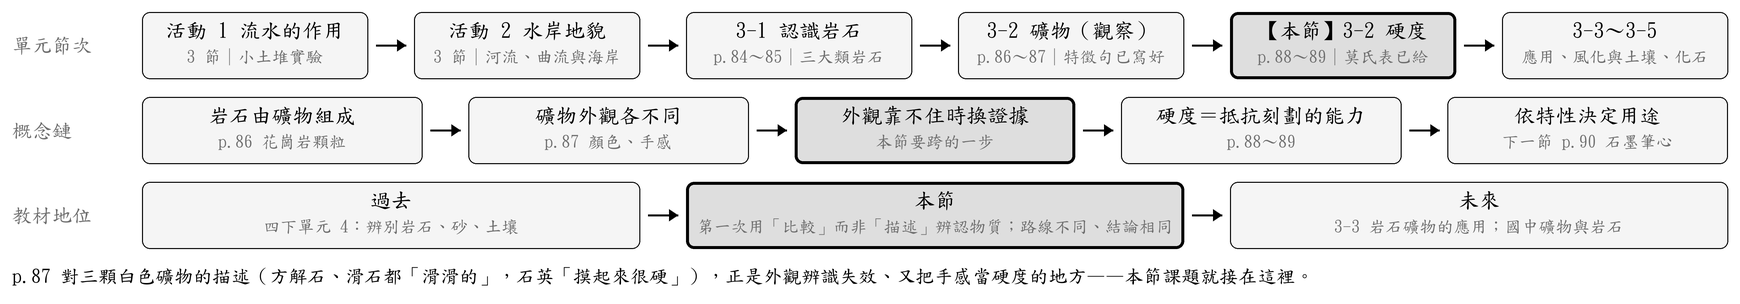 單元節次
活動 1 流水的作用
3 節｜小土堆實驗
活動 2 水岸地貌
3 節｜河流、曲流與海岸
3-1 認識岩石
p.84～85｜三大類岩石
3-2 礦物（觀察）
p.86～87｜特徵句已寫好
【本節】3-2 硬度
p.88～89｜莫氏表已給
3-3～3-5
應用、風化與土壤、化石
概念鏈
岩石由礦物組成
p.86 花崗岩顆粒
礦物外觀各不同
p.87 顏色、手感
外觀靠不住時換證據
本節要跨的一步
硬度＝抵抗刻劃的能力
p.88～89
依特性決定用途
下一節 p.90 石墨筆心
教材地位
過去
四下單元 4：辨別岩石、砂、土壤
本節
第一次用「比較」而非「描述」辨認物質；路線不同、結論相同
未來
3-3 岩石礦物的應用；國中礦物與岩石
p.87 對三顆白色礦物的描述（方解石、滑石都「滑滑的」，石英「摸起來很硬」），正是外觀辨識失效、又把手感當硬度的地方——本節課題就接在這裡。